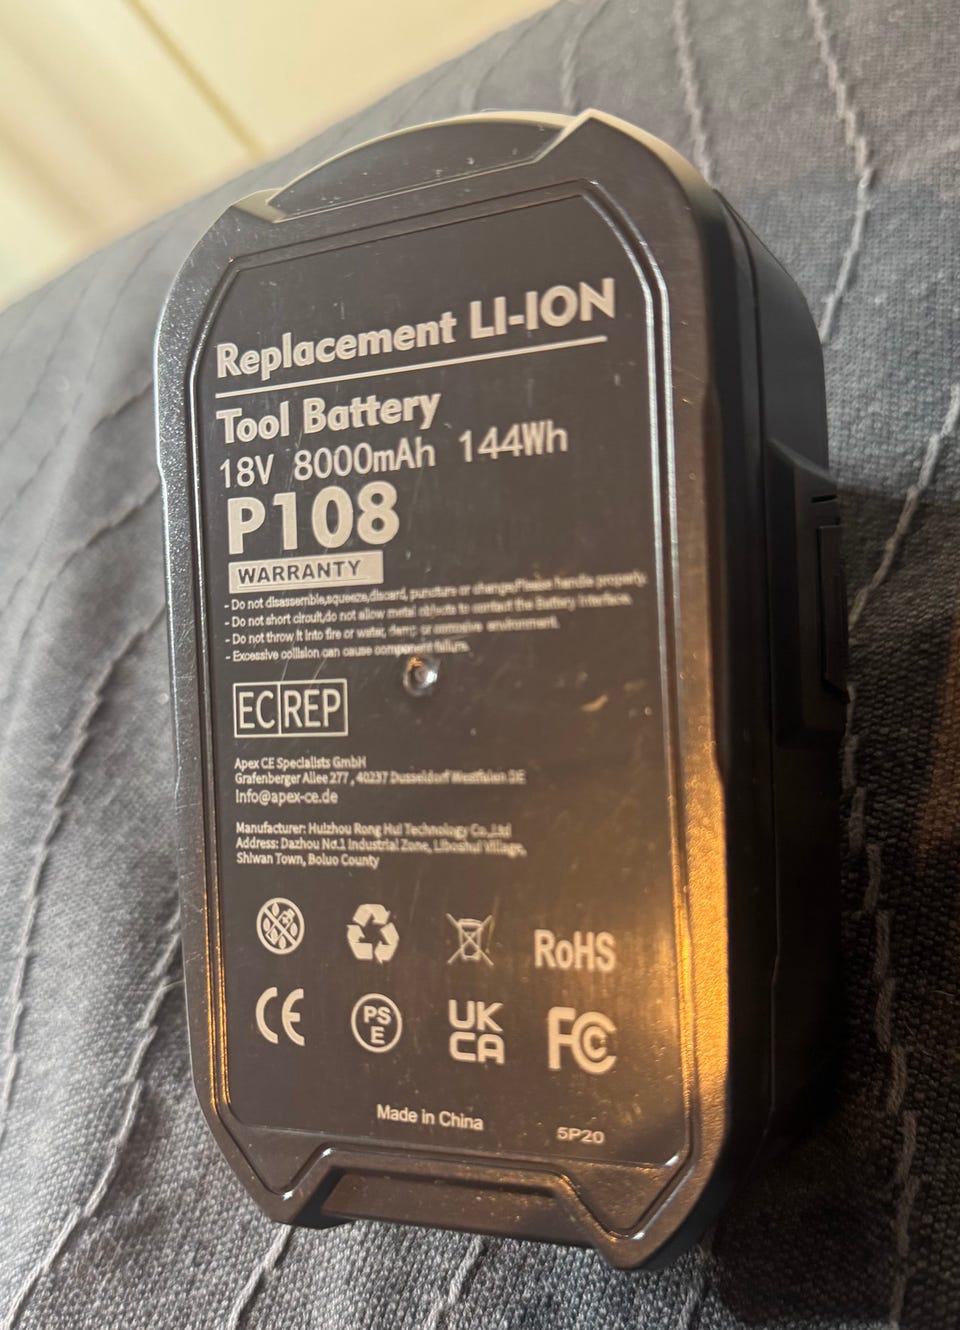 Replacement LI-ION
Tool Battery
18V 8000mAh 144Wh
P108
WARRANTY
- Do not disassemble,squeeze,discard, puncture or change,Please handle properly.
- Do not short circuit,do not allow metal objects to contact the Battery Interface.
- Do not throw it into fire or water, damp or corrosive environment.
- Excessive collision can cause component failure.
EC REP
Apex CE Specialists GmbH
Grafenberger Allee 277 , 40237 Dusseldorf Westfalen DE
Info@apex-ce.de
Manufacturer: Huizhou Rong Hui Technology Co.,Ltd
Address: Dazhou No.1 Industrial Zone, Liboshui Village,
Shiwan Town, Boluo County
RoHS
CE
PS
E
UK
CA
FC
Made in China
5P20